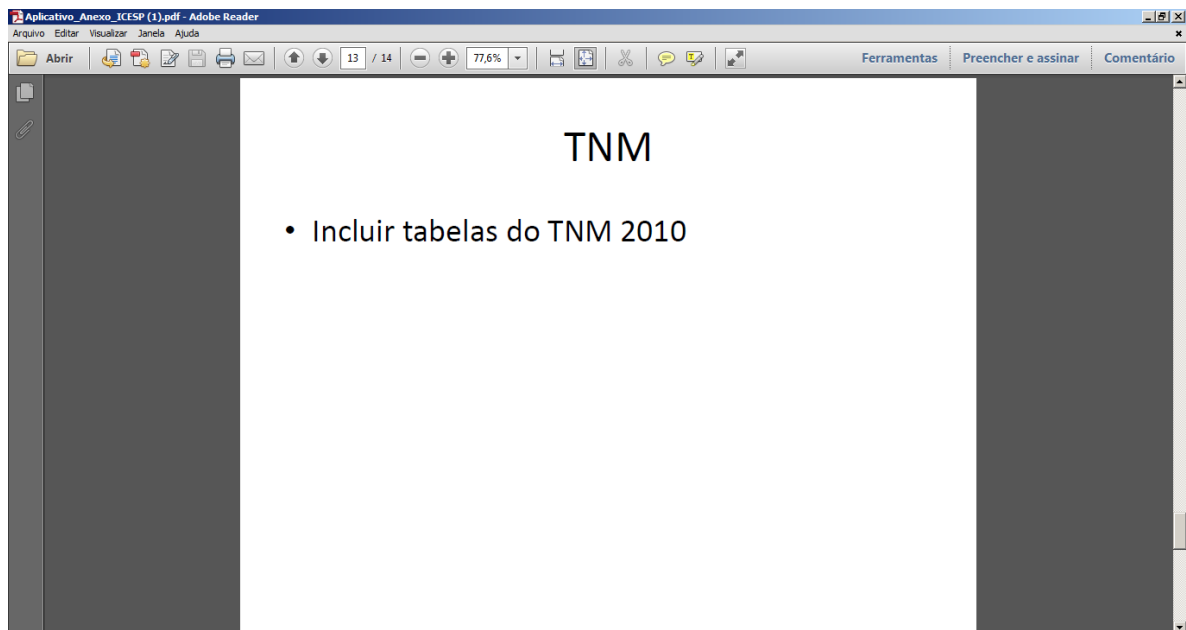 Aplicativo_Anexo_ICESP (1).pdf - Adobe Reader
Arquivo Editar Visualizar Janela Ajuda
Abrir 13 / 14 77,6% Ferramentas Preencher e assinar Comentário
TNM
• Incluir tabelas do TNM 2010